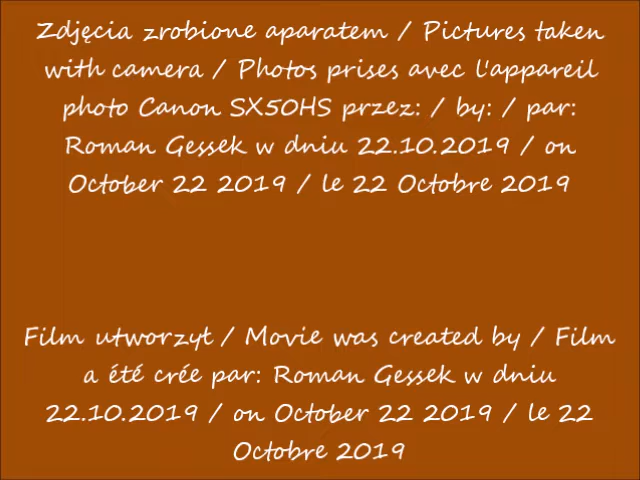 Zdjęcia zrobione aparatem / Pictures taken
with camera / Photos prises avec l'appareil
photo Canon SX50HS przez: / by: / par:
Roman Gessek w dniu 22.10.2019 / on
October 22 2019 / le 22 Octobre 2019
Film utworzył / Movie was created by / Film
a été crée par: Roman Gessek w dniu
22.10.2019 / on October 22 2019 / le 22
Octobre 2019